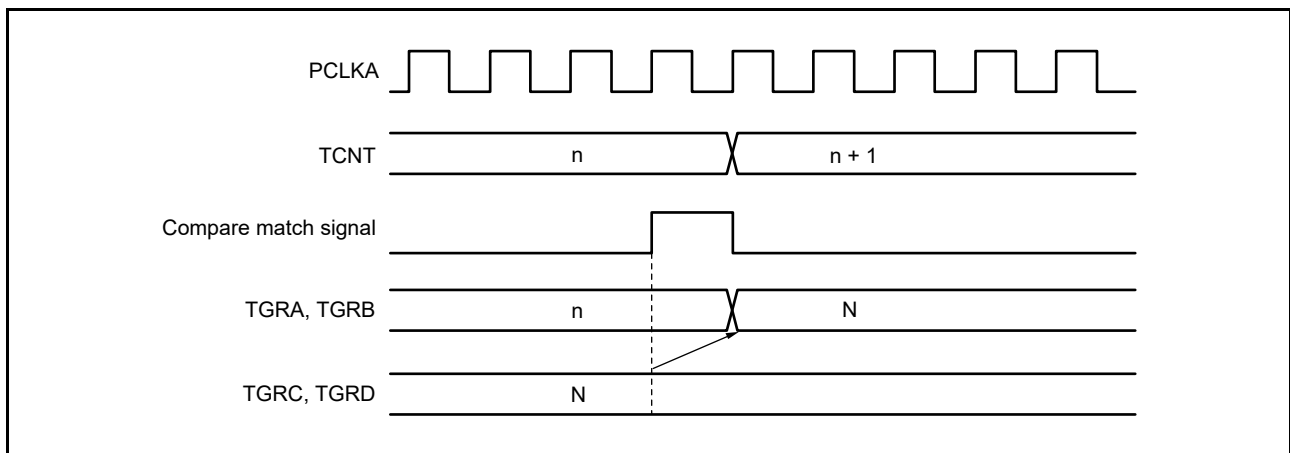 PCLKA
TCNT
n
n + 1
Compare match signal
TGRA, TGRB
n
N
TGRC, TGRD
N